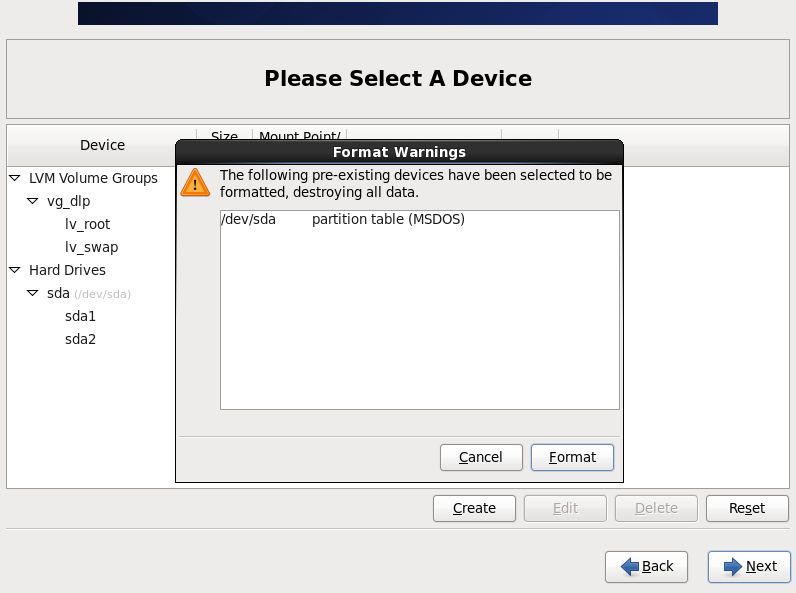 Please Select A Device
Device
Size
Mount Point/
Format Warnings
The following pre-existing devices have been selected to be
formatted, destroying all data.
/dev/sda partition table (MSDOS)
LVM Volume Groups
vg_dlp
lv_root
lv_swap
Hard Drives
sda (/dev/sda)
sda1
sda2
Cancel Format
Create Edit Delete Reset
Back Next